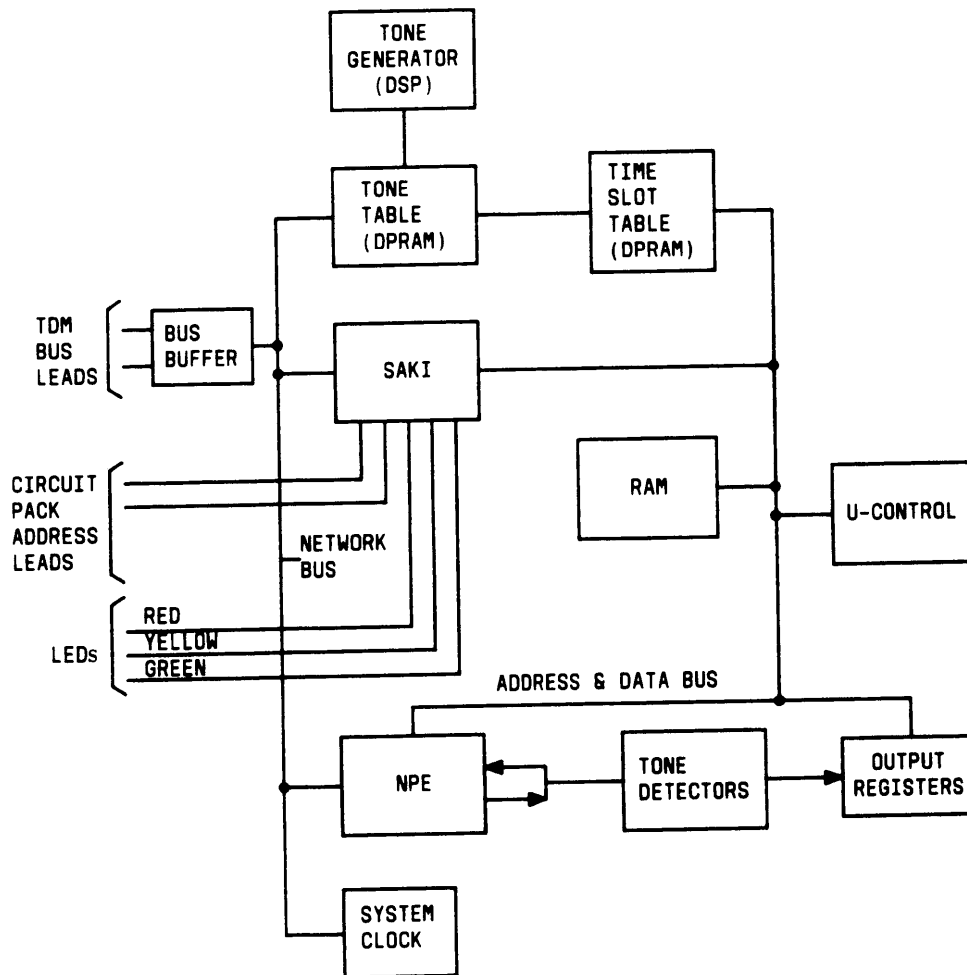 TONE
GENERATOR
(DSP)
TONE
TABLE
(DPRAM)
TIME
SLOT
TABLE
(DPRAM)
TDM
BUS
LEADS
BUS
BUFFER
SAKI
CIRCUIT
PACK
ADDRESS
LEADS
RAM
U-CONTROL
NETWORK
BUS
LEDs
RED
YELLOW
GREEN
ADDRESS & DATA BUS
NPE
TONE
DETECTORS
OUTPUT
REGISTERS
SYSTEM
CLOCK